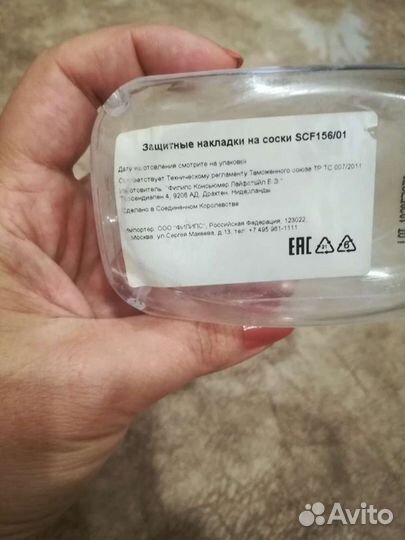 Защитные накладки на соски SCF156/01
Дату изготовления смотрите на упаковке
Соответствует Техническому регламенту Таможенного союза ТР ТС 007/2011
Изготовитель: "Филипс Консьюмер Лайфстайл Б.Э."
4, 9206 АД, Драхтен, Нидерланды
Сделано в Соединенном Королевстве
Импортер: ООО "ФИЛИПС", Российская Федерация, 123022,
Москва, ул.Сергея Макеева, д.13, тел: +7 495 961-1111
EAC
Avito